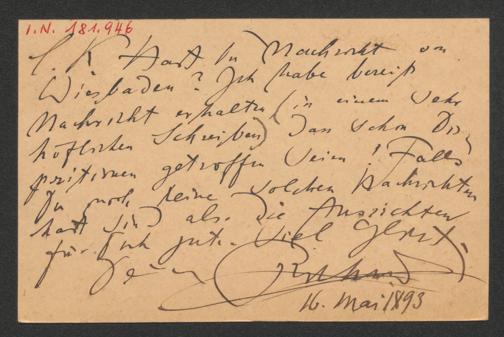 I.N. 181.946
L. K. Hast Du Nachricht von
Wiesbaden? Ich habe bereits
Nachricht erhalten (in einem sehr
höflichen Schreiben) dass schon Dis-
positionen getroffen seien! Falls
Du noch keine solchen Nachrichten
hast sind also die Aussichten
für Dich gut. Viel Glück.
Dein
16. Mai 1893